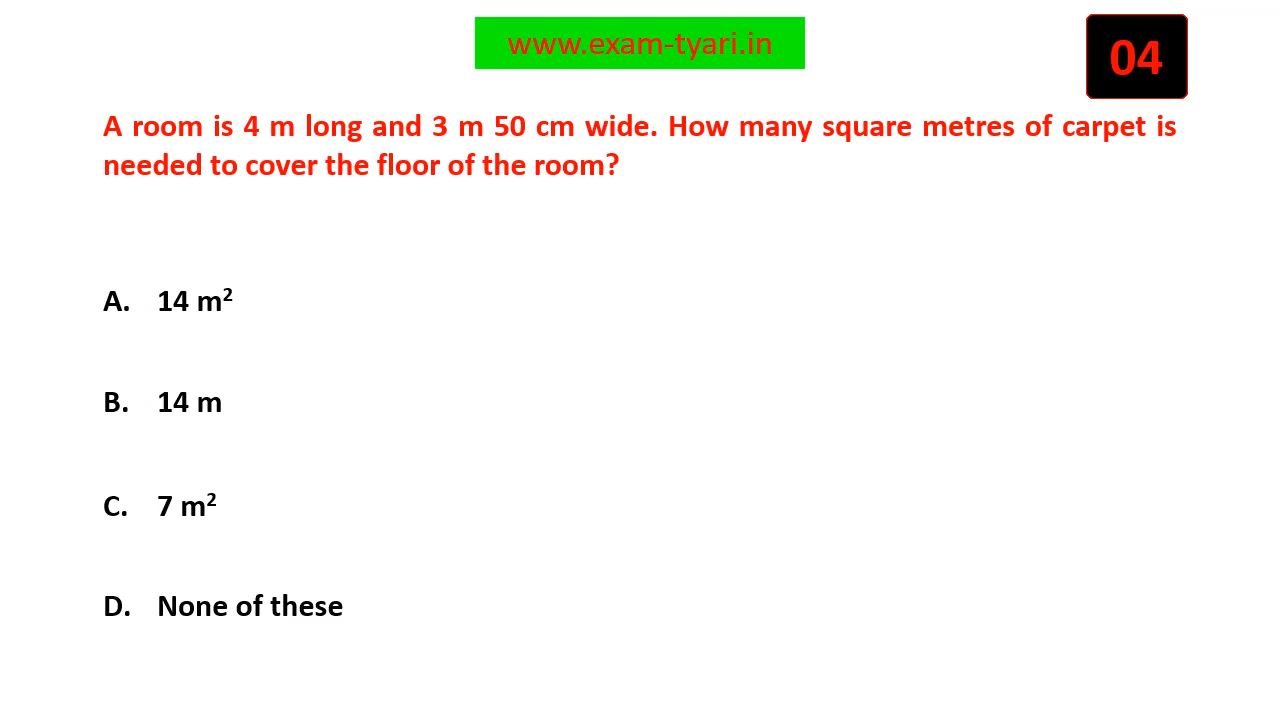 www.exam-tyari.in
04
A room is 4 m long and 3 m 50 cm wide. How many square metres of carpet is
needed to cover the floor of the room?
A. 14 m²
B. 14 m
C. 7 m²
D. None of these